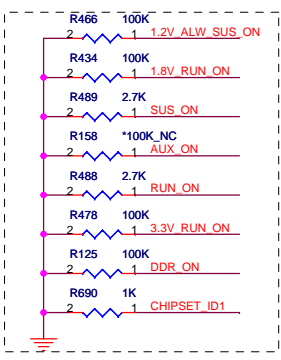 R466 100K
2 1 1.2V_ALW_SUS_ON
R434 100K
2 1 1.8V_RUN_ON
R489 2.7K
2 1 SUS_ON
R158 *100K_NC
2 1 AUX_ON
R488 2.7K
2 1 RUN_ON
R478 100K
2 1 3.3V_RUN_ON
R125 100K
2 1 DDR_ON
R690 1K
2 1 CHIPSET_ID1